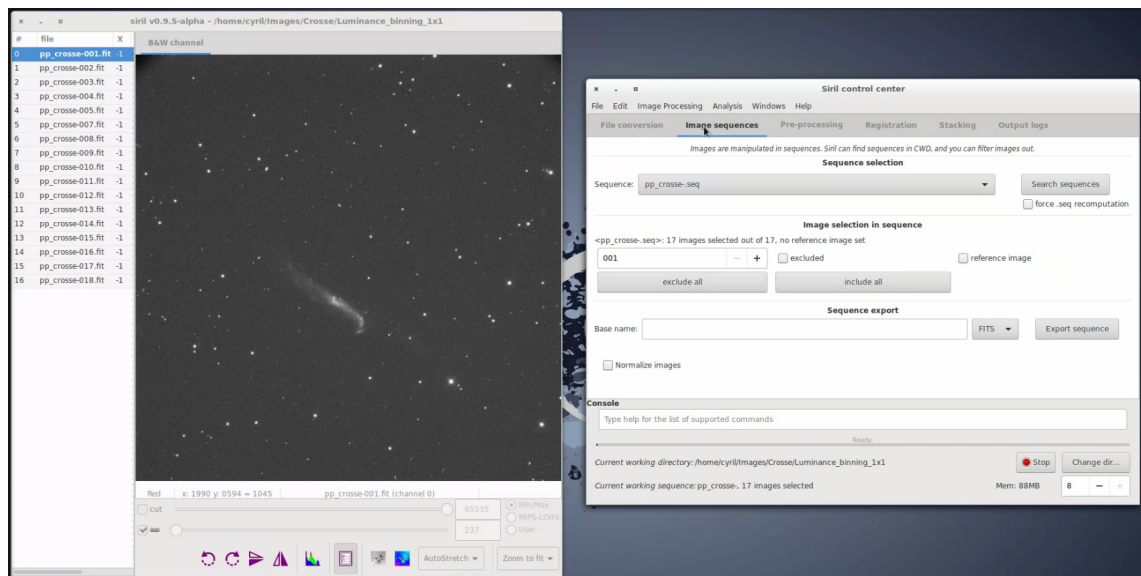 siril v0.9.5-alpha - /home/cyril/Images/Crosse/Luminance_binning_1x1
# file X
0 pp_crosse-001.fit -1
1 pp_crosse-002.fit -1
2 pp_crosse-003.fit -1
3 pp_crosse-004.fit -1
4 pp_crosse-005.fit -1
5 pp_crosse-007.fit -1
6 pp_crosse-008.fit -1
7 pp_crosse-009.fit -1
8 pp_crosse-010.fit -1
9 pp_crosse-011.fit -1
10 pp_crosse-012.fit -1
11 pp_crosse-013.fit -1
12 pp_crosse-014.fit -1
13 pp_crosse-015.fit -1
14 pp_crosse-016.fit -1
15 pp_crosse-017.fit -1
16 pp_crosse-018.fit -1
B&W channel
Red x: 1990 y: 0594 = 1045 pp_crosse-001.fit (channel 0)
cut 65535
237
Min/Max
MIPS-LO/HI
User
AutoStretch Zoom to fit
Siril control center
File Edit Image Processing Analysis Windows Help
File conversion Image sequences Pre-processing Registration Stacking Output logs
Images are manipulated in sequences. Siril can find sequences in CWD, and you can filter images out.
Sequence selection
Sequence: pp_crosse-.seq Search sequences
force .seq recomputation
Image selection in sequence
<pp_crosse-.seq>: 17 images selected out of 17, no reference image set
001 − + excluded reference image
exclude all include all
Sequence export
Base name: FITS Export sequence
Normalize images
Console
Type help for the list of supported commands
Ready
Current working directory: /home/cyril/Images/Crosse/Luminance_binning_1x1 Stop Change dir...
Current working sequence: pp_crosse-, 17 images selected Mem: 88MB 8 − +